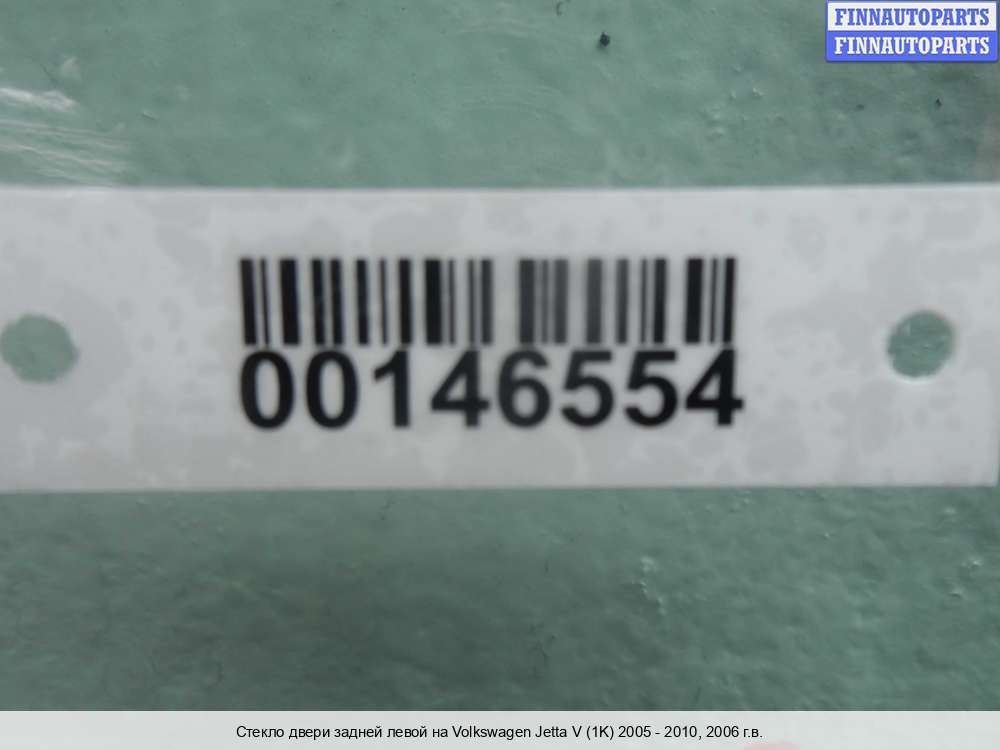 FINNAUTOPARTS
FINNAUTOPARTS
00146554
Стекло двери задней левой на Volkswagen Jetta V (1K) 2005 - 2010, 2006 г.в.